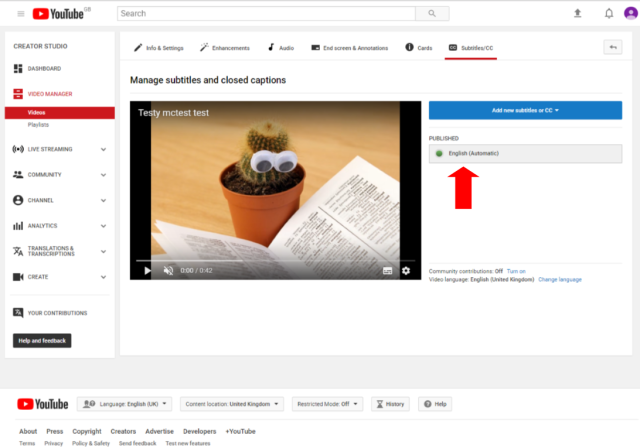 YouTube GB
Search
CREATOR STUDIO
DASHBOARD
VIDEO MANAGER
Videos
Playlists
LIVE STREAMING
COMMUNITY
CHANNEL
ANALYTICS
TRANSLATIONS &
TRANSCRIPTIONS
CREATE
YOUR CONTRIBUTIONS
Help and feedback
Info & Settings
Enhancements
Audio
End screen & Annotations
Cards
CC Subtitles/CC
Manage subtitles and closed captions
Testy mctest test
0:00 / 0:42
Add new subtitles or CC
PUBLISHED
English (Automatic)
Community contributions: Off Turn on
Video language: English (United Kingdom) Change language
YouTube
Language: English (UK)
Content location: United Kingdom
Restricted Mode: Off
History
Help
About Press Copyright Creators Advertise Developers +YouTube
Terms Privacy Policy & Safety Send feedback Test new features